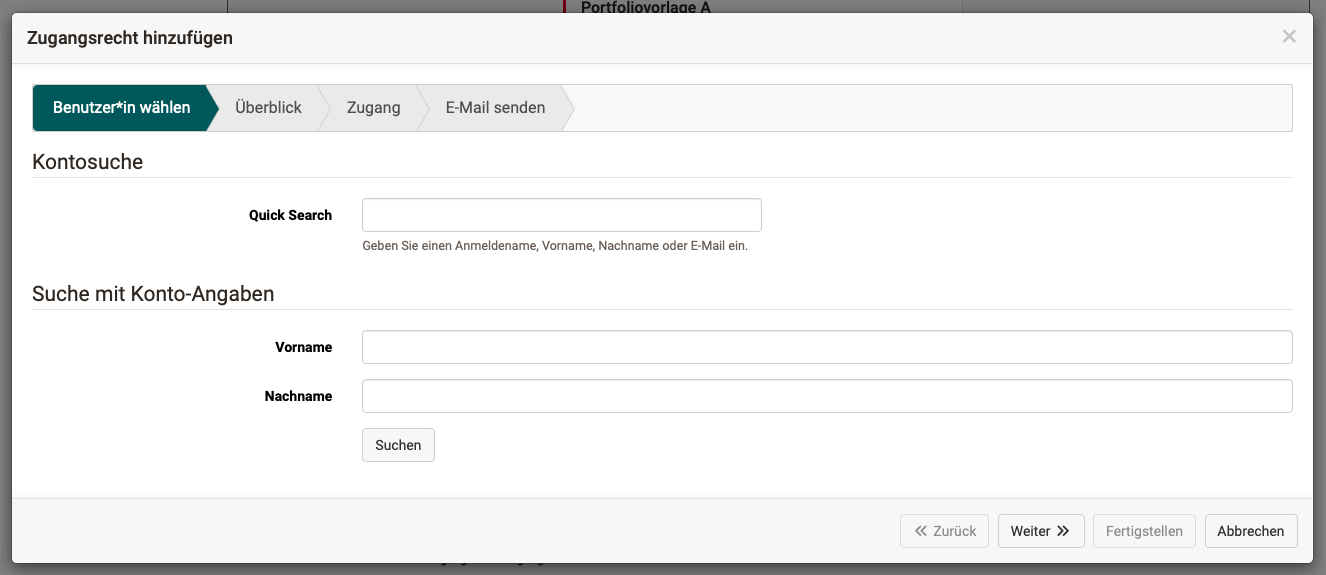 Portfoliovorlage A
Zugangsrecht hinzufügen
Benutzer*in wählen Überblick Zugang E-Mail senden
Kontosuche
Quick Search
Geben Sie einen Anmeldename, Vorname, Nachname oder E-Mail ein.
Suche mit Konto-Angaben
Vorname
Nachname
Suchen
Zurück Weiter Fertigstellen Abbrechen